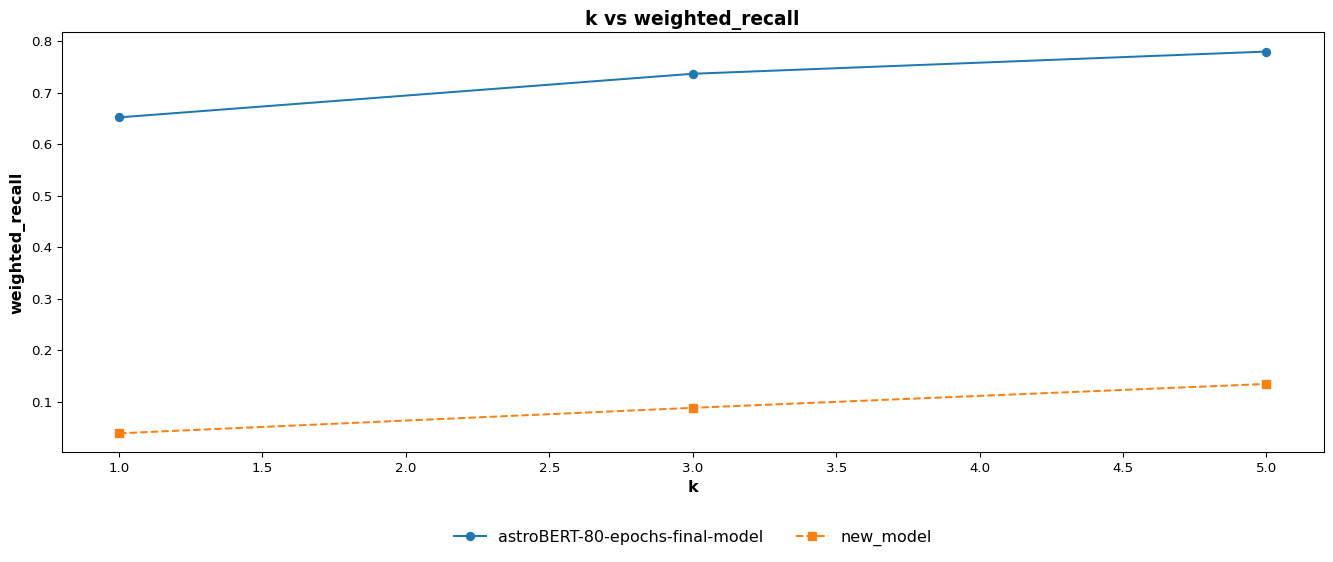 k vs weighted_recall
weighted_recall
0.8
0.7
0.6
0.5
0.4
0.3
0.2
0.1
1.0 1.5 2.0 2.5 3.0 3.5 4.0 4.5 5.0
k
astroBERT-80-epochs-final-model new_model